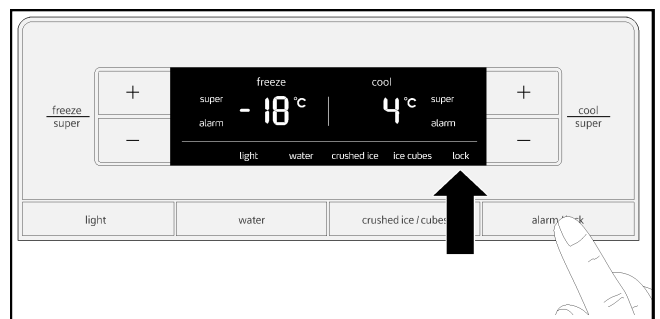 freeze
super
+
−
freeze
super
alarm
- 18 °C
cool
4 °C
super
alarm
light water crushed ice ice cubes lock
+
−
cool
super
light
water
crushed ice / cubes